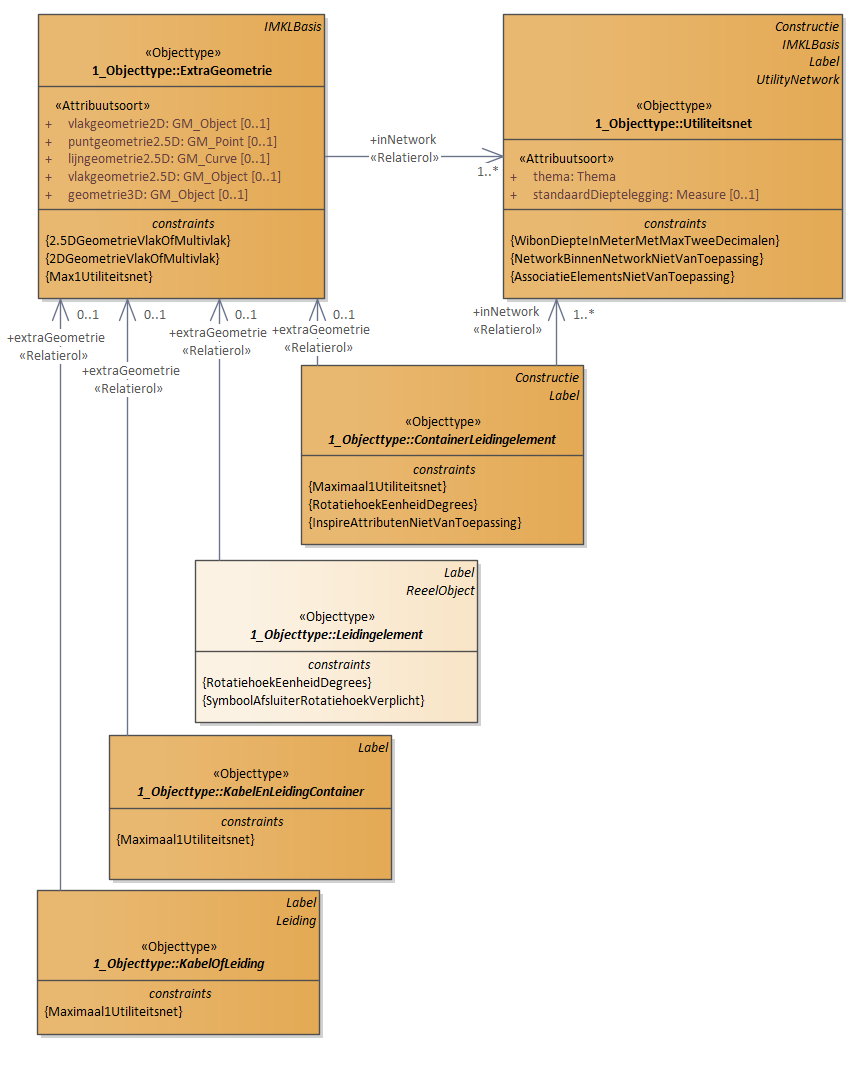 IMKLBasis
«Objecttype»
1_Objecttype::ExtraGeometrie
«Attribuutsoort»
+ vlakgeometrie2D: GM_Object [0..1]
+ puntgeometrie2.5D: GM_Point [0..1]
+ lijngeometrie2.5D: GM_Curve [0..1]
+ vlakgeometrie2.5D: GM_Object [0..1]
+ geometrie3D: GM_Object [0..1]
constraints
{2.5DGeometrieVlakOfMultivlak}
{2DGeometrieVlakOfMultivlak}
{Max1Utiliteitsnet}
+inNetwork
«Relatierol»
1..*
Constructie
IMKLBasis
Label
UtilityNetwork
«Objecttype»
1_Objecttype::Utiliteitsnet
«Attribuutsoort»
+ thema: Thema
+ standaardDieptelegging: Measure [0..1]
constraints
{WibonDiepteInMeterMetMaxTweeDecimalen}
{NetworkBinnenNetworkNietVanToepassing}
{AssociatieElementsNietVanToepassing}
0..1
+extraGeometrie
«Relatierol»
0..1
+extraGeometrie
«Relatierol»
0..1
+extraGeometrie
«Relatierol»
0..1
+extraGeometrie
«Relatierol»
+inNetwork
«Relatierol»
1..*
Constructie
Label
«Objecttype»
1_Objecttype::ContainerLeidingelement
constraints
{Maximaal1Utiliteitsnet}
{RotatiehoekEenheidDegrees}
{InspireAttributenNietVanToepassing}
Label
ReeelObject
«Objecttype»
1_Objecttype::Leidingelement
constraints
{RotatiehoekEenheidDegrees}
{SymboolAfsluiterRotatiehoekVerplicht}
Label
«Objecttype»
1_Objecttype::KabelEnLeidingContainer
constraints
{Maximaal1Utiliteitsnet}
Label
Leiding
«Objecttype»
1_Objecttype::KabelOfLeiding
constraints
{Maximaal1Utiliteitsnet}